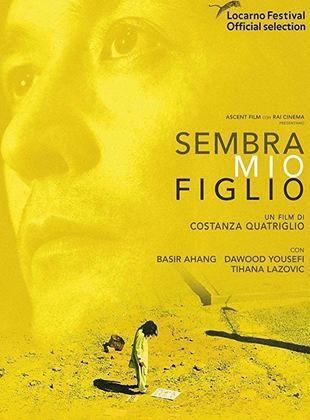 Locarno Festival
Official selection
ASCENT FILM CON RAI CINEMA
PRESENTANO
SEMBRA
MIO
FIGLIO
UN FILM DI
COSTANZA QUATRIGLIO
CON
BASIR AHANG DAWOOD YOUSEFI
TIHANA LAZOVIC